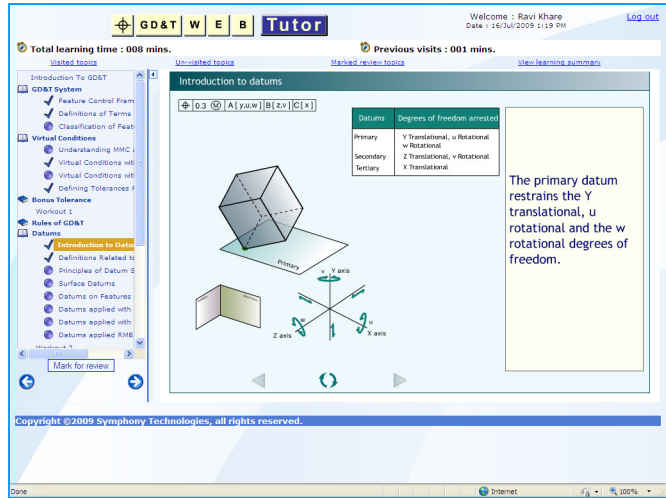 GD&T W E B Tutor
Welcome : Ravi Khare
Date : 16/Jul/2009 1:19 PM
Log out
Total learning time : 008 mins.
Previous visits : 001 mins.
Visited topics
Un-visited topics
Marked review topics
View learning summary
Introduction To GD&T
GD&T System
Feature Control Fram
Definitions of Terms
Classification of Feat
Virtual Conditions
Understanding MMC a
Virtual Conditions wit
Virtual Conditions wit
Defining Tolerances F
Bonus Tolerance
Workout 1
Rules of GD&T
Datums
Introduction to Datu
Definitions Related to
Principles of Datum S
Surface Datums
Datums on Features
Datums applied with
Datums applied with
Datums applied RMB
Workout 2
Mark for review
Introduction to datums
0.3 Ⓜ A [ y,u,w ] B[ z,v ] C[ x ]
Datums Degrees of freedom arrested
Primary Y Translational, u Rotational
w Rotational
Secondary Z Translational, v Rotational
Tertiary X Translational
Primary
v Y axis
w
u
Z axis
X axis
The primary datum
restrains the Y
translational, u
rotational and the w
rotational degrees of
freedom.
Copyright ©2009 Symphony Technologies, all rights reserved.
Done
Internet
100%